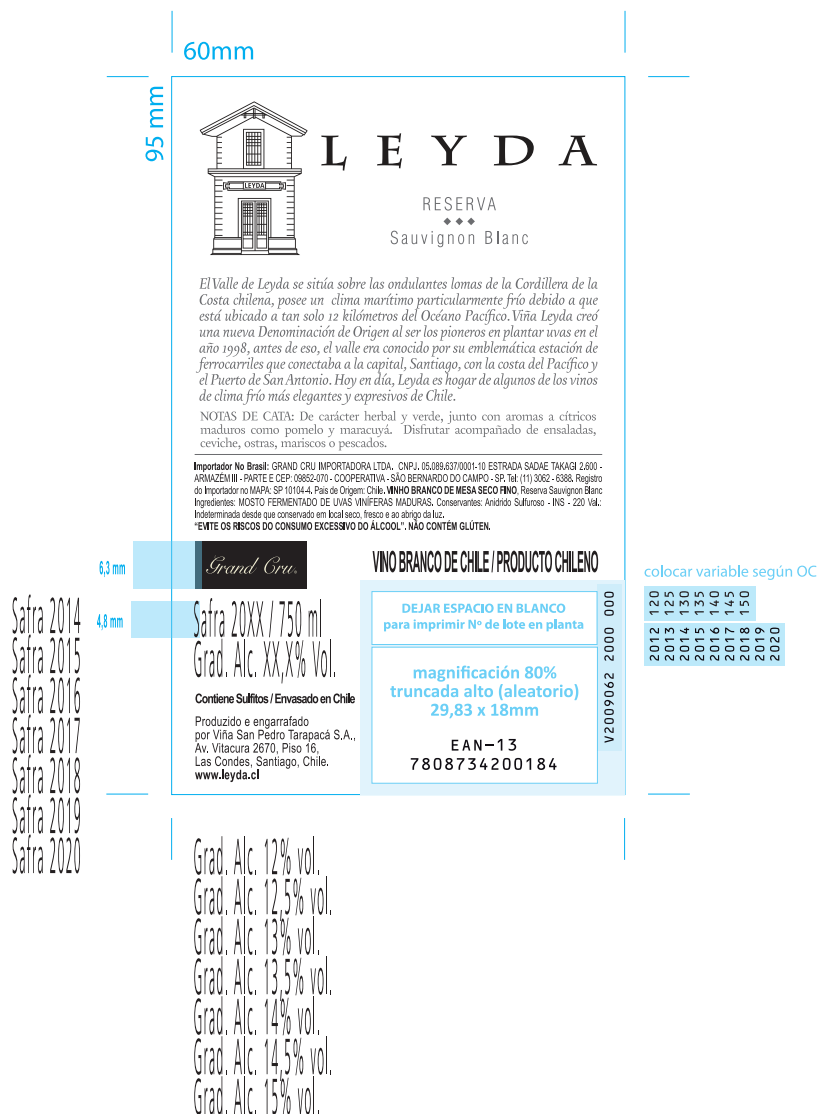 60mm
95 mm
LEYDA
LEYDA
RESERVA
Sauvignon Blanc
El Valle de Leyda se sitúa sobre las ondulantes lomas de la Cordillera de la
Costa chilena, posee un clima marítimo particularmente frío debido a que
está ubicado a tan solo 12 kilómetros del Océano Pacífico. Viña Leyda creó
una nueva Denominación de Origen al ser los pioneros en plantar uvas en el
año 1998, antes de eso, el valle era conocido por su emblemática estación de
ferrocarriles que conectaba a la capital, Santiago, con la costa del Pacífico y
el Puerto de San Antonio. Hoy en día, Leyda es hogar de algunos de los vinos
de clima frío más elegantes y expresivos de Chile.
NOTAS DE CATA: De carácter herbal y verde, junto con aromas a cítricos
maduros como pomelo y maracuyá. Disfrutar acompañado de ensaladas,
ceviche, ostras, mariscos o pescados.
Importador No Brasil: GRAND CRU IMPORTADORA LTDA. CNPJ. 05.089.637/0001-10 ESTRADA SADAE TAKAGI 2.600 -
ARMAZÉM III - PARTE E CEP: 09852-070 - COOPERATIVA - SÃO BERNARDO DO CAMPO - SP. Tel: (11) 3062 - 6388. Registro
do Importador no MAPA: SP 10104-4. Pais de Origem: Chile. VINHO BRANCO DE MESA SECO FINO, Reserva Sauvignon Blanc
Ingredientes: MOSTO FERMENTADO DE UVAS VINÍFERAS MADURAS. Conservantes: Anidrido Sulfuroso - INS - 220 Val.:
Indeterminada desde que conservado em local seco, fresco e ao abrigo da luz.
"EVITE OS RISCOS DO CONSUMO EXCESSIVO DO ÁLCOOL". NÃO CONTÉM GLÚTEN.
6,3 mm
Grand Cru®
VINO BRANCO DE CHILE / PRODUCTO CHILENO
4,8 mm
Safra 20XX / 750 ml
Grad. Alc. XX,X% Vol.
Contiene Sulfitos / Envasado en Chile
Produzido e engarrafado
por Viña San Pedro Tarapacá S.A.,
Av. Vitacura 2670, Piso 16,
Las Condes, Santiago, Chile.
www.leyda.cl
DEJAR ESPACIO EN BLANCO
para imprimir Nº de lote en planta
magnificación 80%
truncada alto (aleatorio)
29,83 x 18mm
EAN-13
7808734200184
V2009062 2000 000
colocar variable según OC
2012 120
2013 125
2014 130
2015 135
2016 140
2017 145
2018 150
2019
2020
Safra 2014
Safra 2015
Safra 2016
Safra 2017
Safra 2018
Safra 2019
Safra 2020
Grad. Alc. 12% vol.
Grad. Alc. 12,5% vol.
Grad. Alc. 13% vol.
Grad. Alc. 13,5% vol.
Grad. Alc. 14% vol.
Grad. Alc. 14,5% vol.
Grad. Alc. 15% vol.